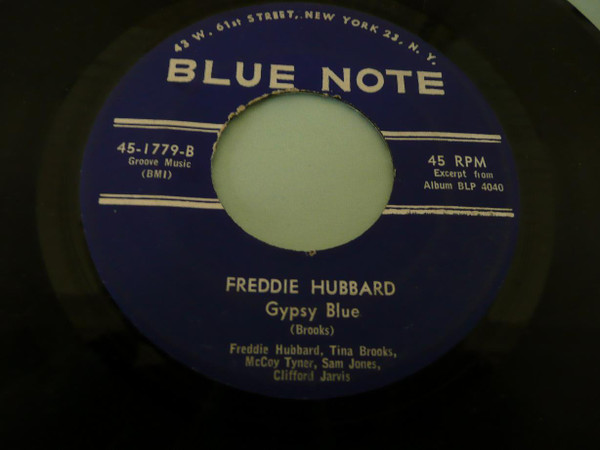 43 W. 61st STREET, NEW YORK 23, N. Y.
BLUE NOTE
45-1779-B
Groove Music
(BMI)
45 RPM
Excerpt from
Album BLP 4040
FREDDIE HUBBARD
Gypsy Blue
(Brooks)
Freddie Hubbard, Tina Brooks,
McCoy Tyner, Sam Jones,
Clifford Jarvis